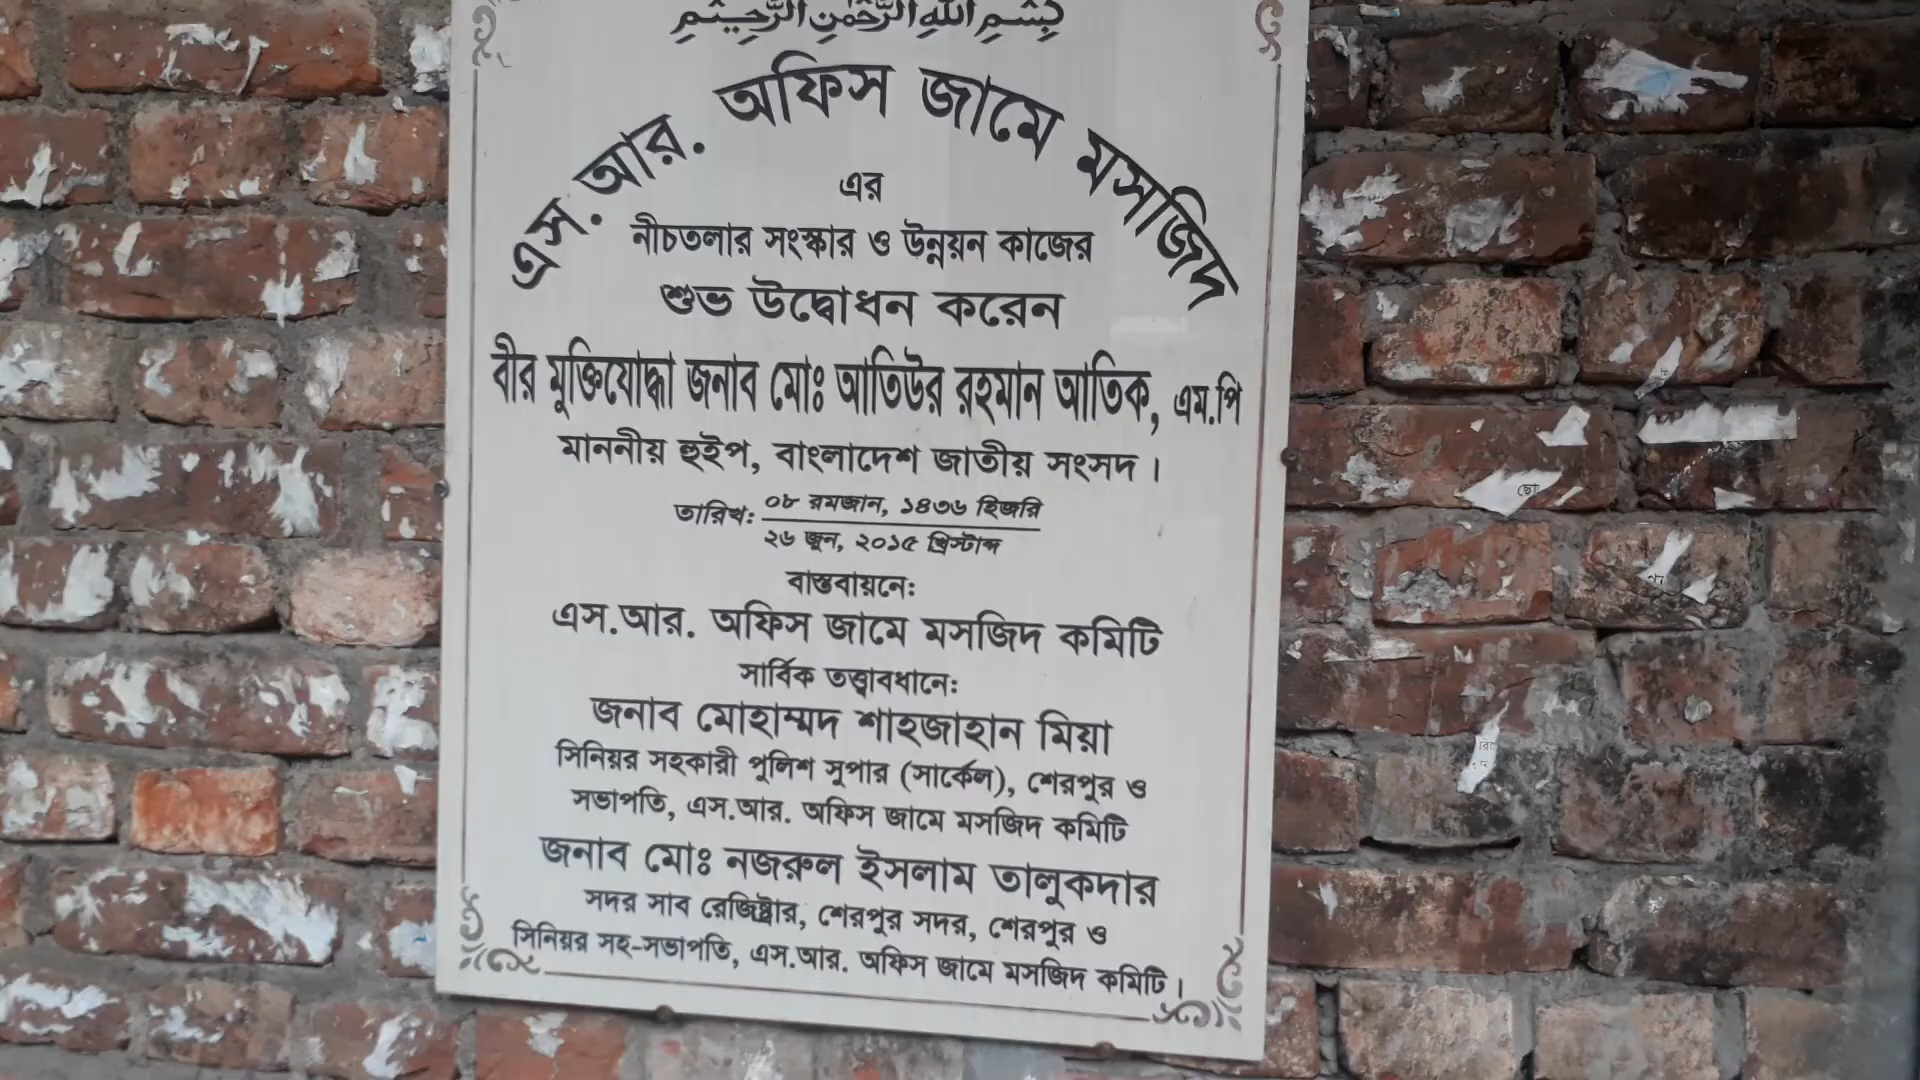 بِسْمِ اللهِ الرَّحْمٰنِ الرَّحِيْمِ
এস. আর. অফিস জামে মসজিদ
এর
নীচতলার সংস্কার ও উন্নয়ন কাজের
শুভ উদ্বোধন করেন
বীর মুক্তিযোদ্ধা জনাব মোঃ আতিউর রহমান আতিক, এম.পি
মাননীয় হুইপ, বাংলাদেশ জাতীয় সংসদ ।
তারিখ: ০৮ রমজান, ১৪৩৬ হিজরি
২৬ জুন, ২০১৫ খ্রিস্টাব্দ
বাস্তবায়নে:
এস.আর. অফিস জামে মসজিদ কমিটি
সার্বিক তত্ত্বাবধানে:
জনাব মোহাম্মদ শাহজাহান মিয়া
সিনিয়র সহকারী পুলিশ সুপার (সার্কেল), শেরপুর ও
সভাপতি, এস.আর. অফিস জামে মসজিদ কমিটি
জনাব মোঃ নজরুল ইসলাম তালুকদার
সদর সাব রেজিষ্ট্রার, শেরপুর সদর, শেরপুর ও
সিনিয়র সহ-সভাপতি, এস.আর. অফিস জামে মসজিদ কমিটি ।